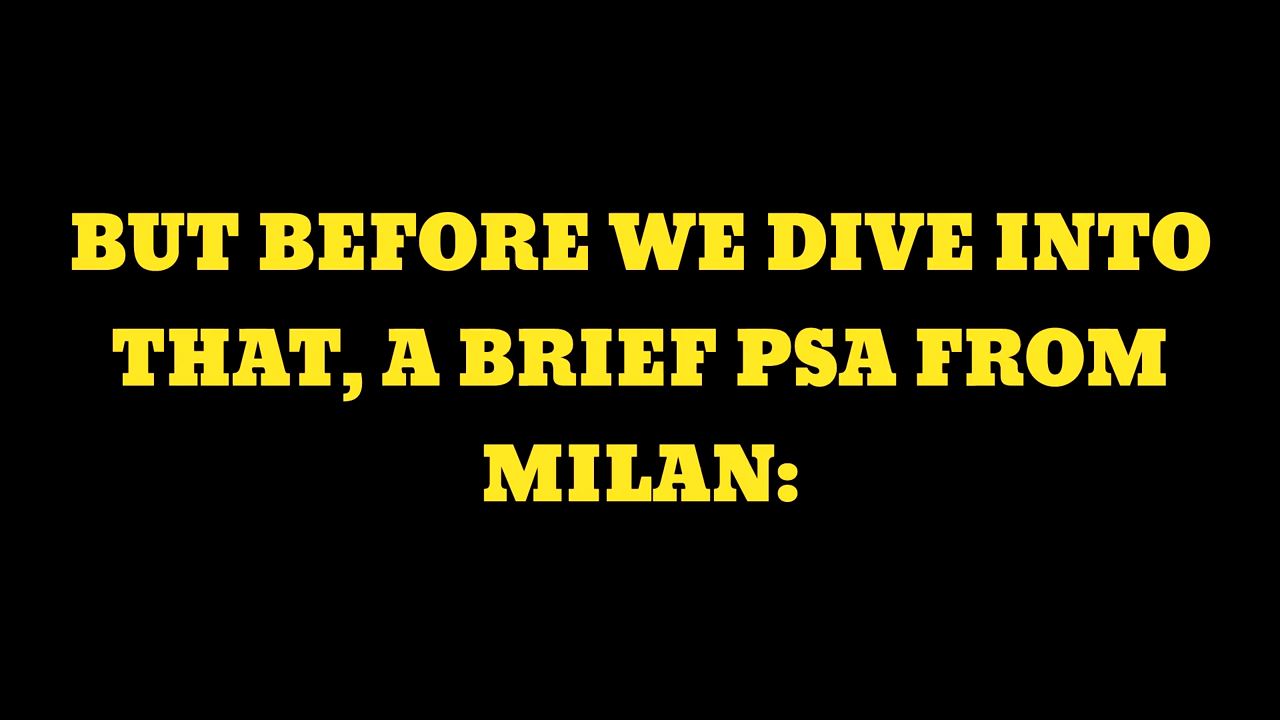 BUT BEFORE WE DIVE INTO
THAT, A BRIEF PSA FROM
MILAN: